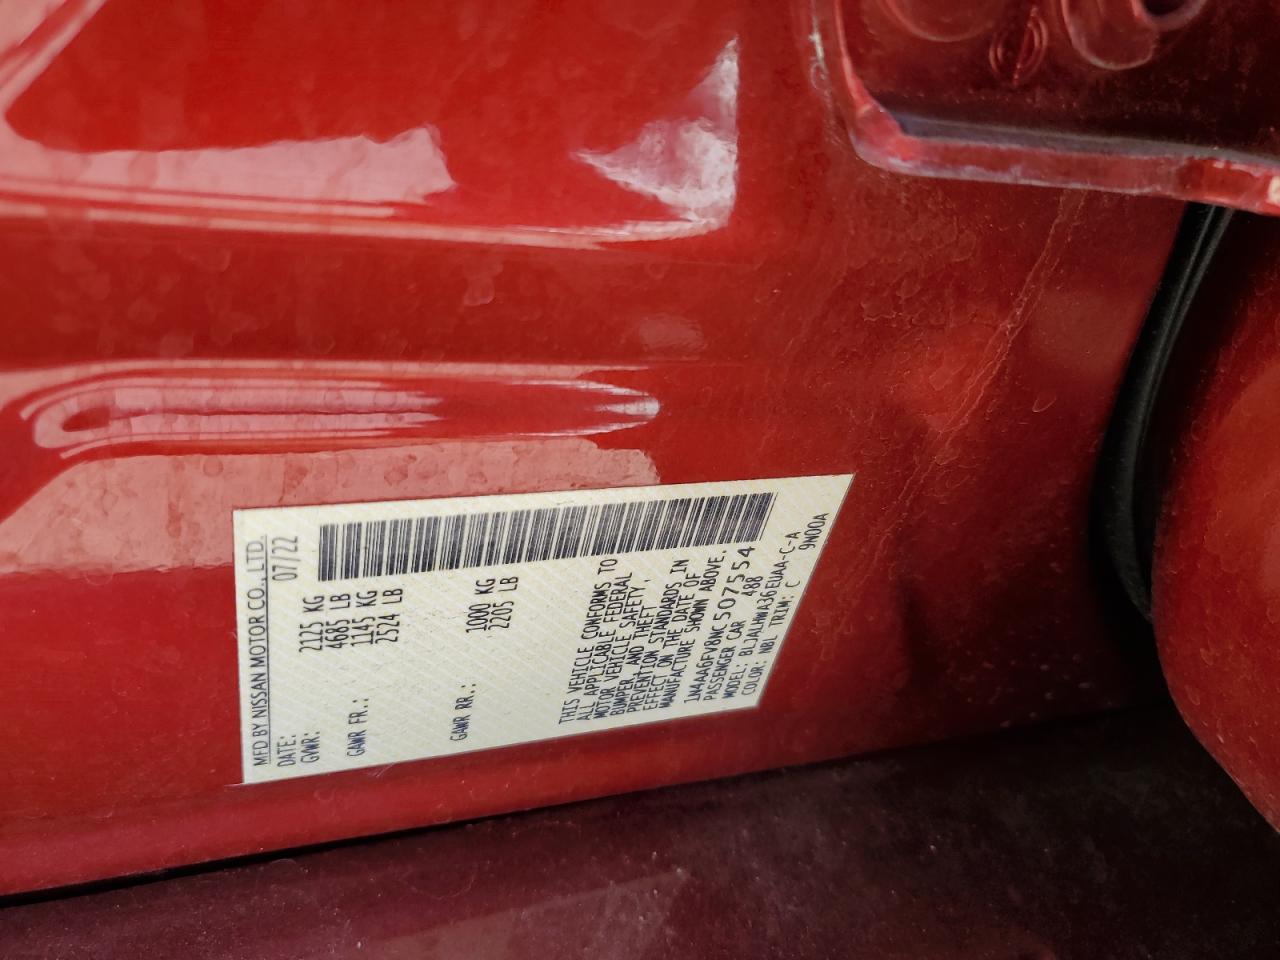 MFD BY NISSAN MOTOR CO., LTD.
DATE: 07/22
GVWR: 2125 KG
4685 LB
GAWR FR.: 1145 KG
2524 LB
GAWR RR.: 1000 KG
2205 LB
THIS VEHICLE CONFORMS TO
ALL APPLICABLE FEDERAL
MOTOR VEHICLE SAFETY,
BUMPER, AND THEFT
PREVENTION STANDARDS IN
EFFECT ON THE DATE OF
MANUFACTURE SHOWN ABOVE.
1N4AA6FV8NC507554
PASSENGER CAR 488
MODEL: BLJALHWA36EUAA-C-A
COLOR: NBL TRIM: C 9N00A